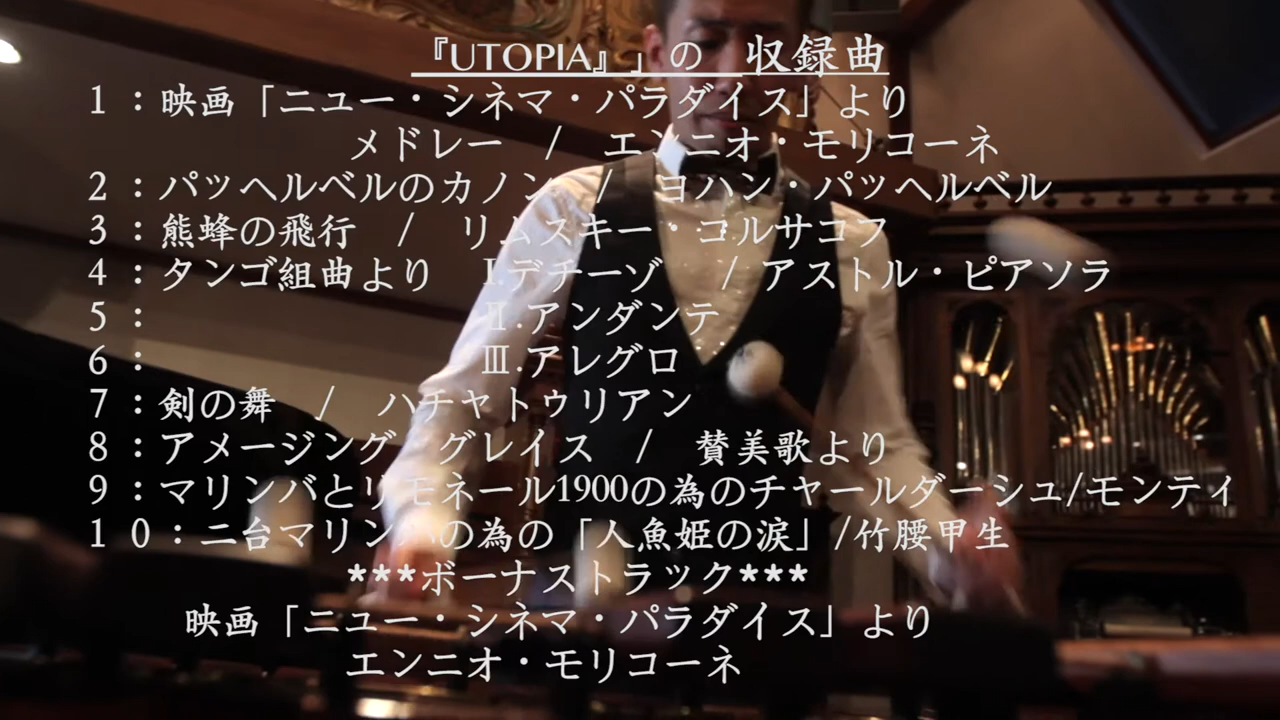 『UTOPIA』」の 収録曲
1：映画「ニュー・シネマ・パラダイス」より
メドレー / エンニオ・モリコーネ
2：パッヘルベルのカノン / ヨハン・パッヘルベル
3：熊蜂の飛行 / リムスキー・コルサコフ
4：タンゴ組曲より Ⅰ.デチーゾ / アストル・ピアソラ
5： Ⅱ.アンダンテ
6： Ⅲ.アレグロ
7：剣の舞 / ハチャトゥリアン
8：アメージング グレイス / 賛美歌より
9：マリンバとリモネール1900の為のチャールダーシュ/モンティ
10：二台マリンバの為の「人魚姫の涙」/竹腰甲生
***ボーナストラック***
映画「ニュー・シネマ・パラダイス」より
エンニオ・モリコーネ